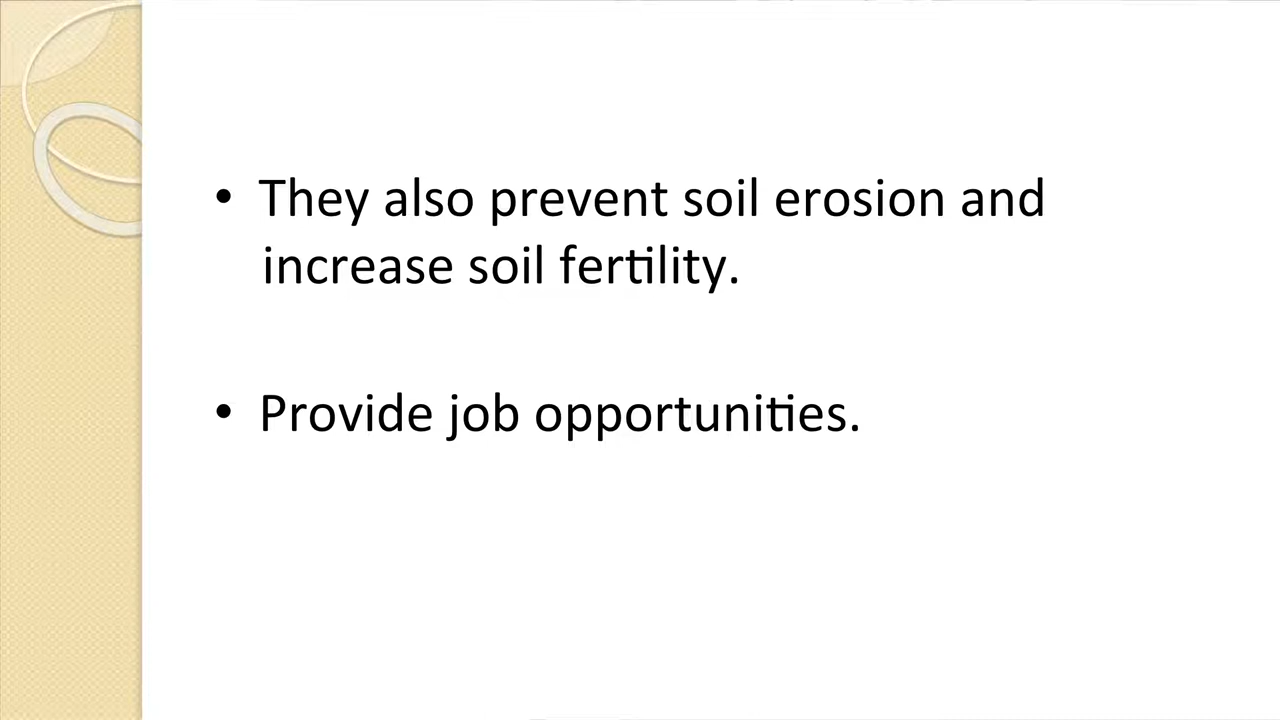 • They also prevent soil erosion and
increase soil fertility.
• Provide job opportunities.